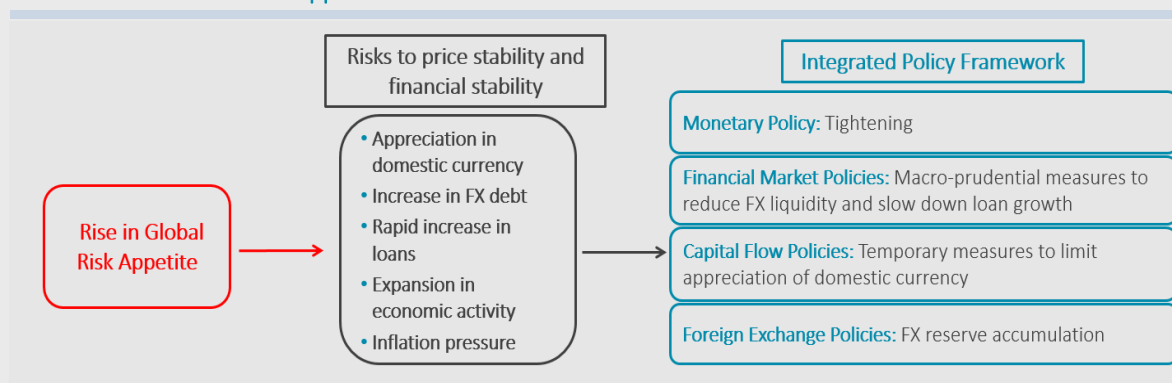 Rise in Global
Risk Appetite
Risks to price stability and
financial stability
• Appreciation in
domestic currency
• Increase in FX debt
• Rapid increase in
loans
• Expansion in
economic activity
• Inflation pressure
Integrated Policy Framework
Monetary Policy: Tightening
Financial Market Policies: Macro-prudential measures to
reduce FX liquidity and slow down loan growth
Capital Flow Policies: Temporary measures to limit
appreciation of domestic currency
Foreign Exchange Policies: FX reserve accumulation